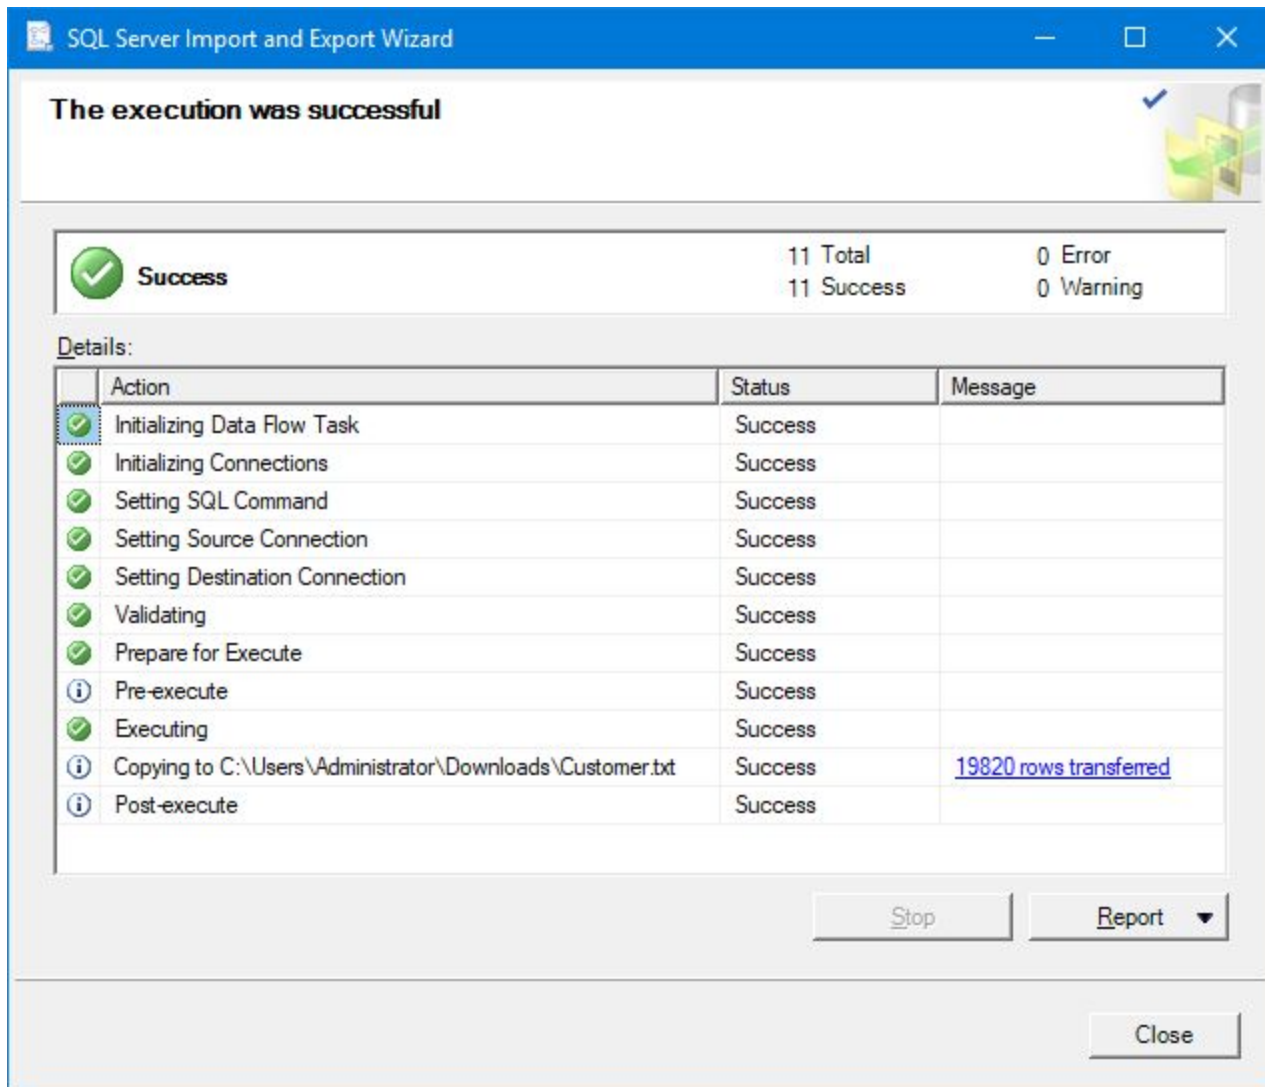 SQL Server Import and Export Wizard
The execution was successful
Success
11 Total 0 Error
11 Success 0 Warning
Details:
Action Status Message
Initializing Data Flow Task Success
Initializing Connections Success
Setting SQL Command Success
Setting Source Connection Success
Setting Destination Connection Success
Validating Success
Prepare for Execute Success
Pre-execute Success
Executing Success
Copying to C:\Users\Administrator\Downloads\Customer.txt Success 19820 rows transferred
Post-execute Success
Stop Report
Close